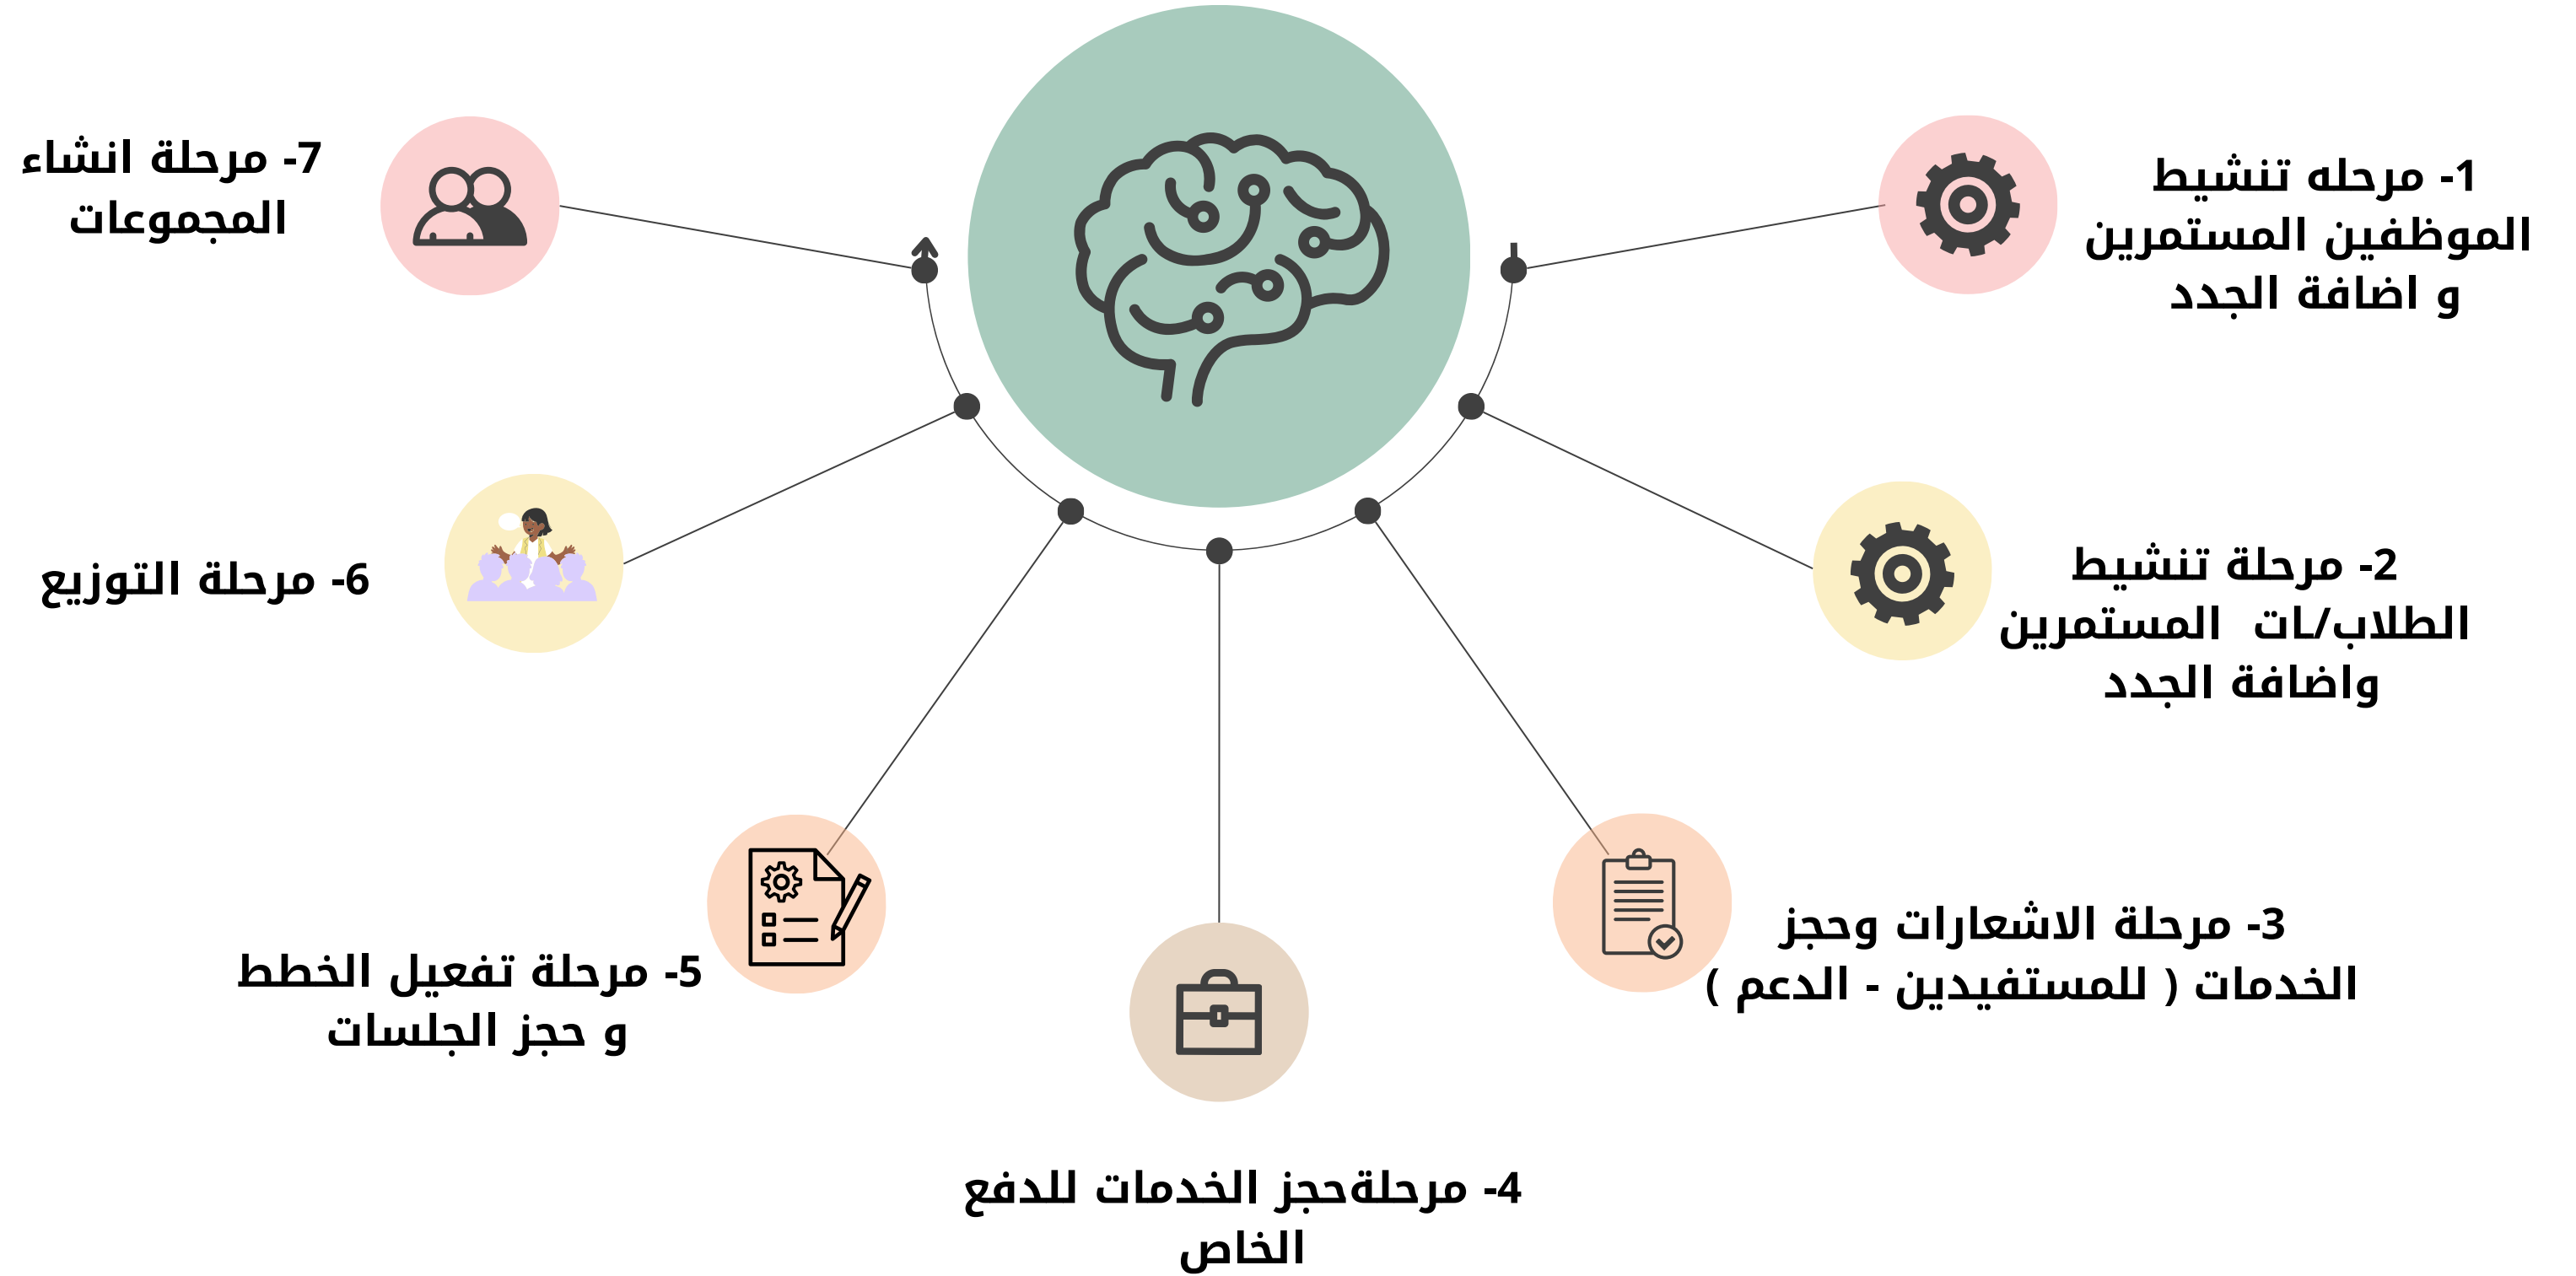 1- مرحله تنشيط
الموظفين المستمرين
و اضافة الجدد
2- مرحلة تنشيط
الطلاب/ـات المستمرين
واضافة الجدد
3- مرحلة الاشعارات وحجز
الخدمات ( للمستفيدين - الدعم )
4- مرحلةحجز الخدمات للدفع
الخاص
5- مرحلة تفعيل الخطط
و حجز الجلسات
6- مرحلة التوزيع
7- مرحلة انشاء
المجموعات